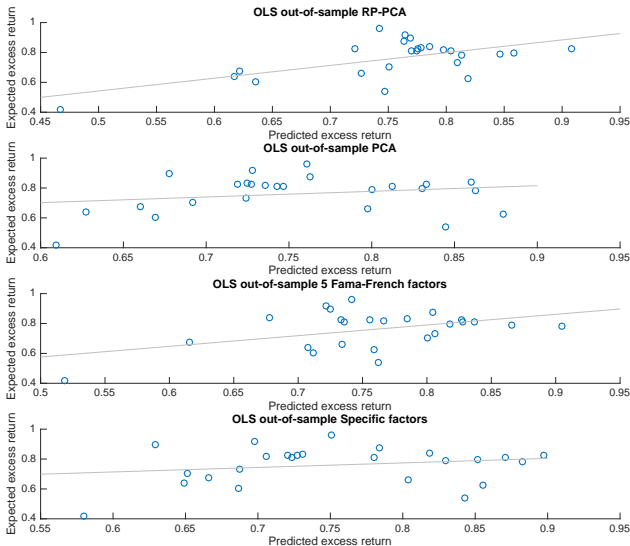 OLS out-of-sample RP-PCA
Expected excess return
1
0.8
0.6
0.4
0.45 0.5 0.55 0.6 0.65 0.7 0.75 0.8 0.85 0.9 0.95
Predicted excess return
OLS out-of-sample PCA
Expected excess return
1
0.8
0.6
0.4
0.6 0.65 0.7 0.75 0.8 0.85 0.9 0.95
Predicted excess return
OLS out-of-sample 5 Fama-French factors
Expected excess return
1
0.8
0.6
0.4
0.5 0.55 0.6 0.65 0.7 0.75 0.8 0.85 0.9 0.95
Predicted excess return
OLS out-of-sample Specific factors
Expected excess return
1
0.8
0.6
0.4
0.55 0.6 0.65 0.7 0.75 0.8 0.85 0.9 0.95
Predicted excess return